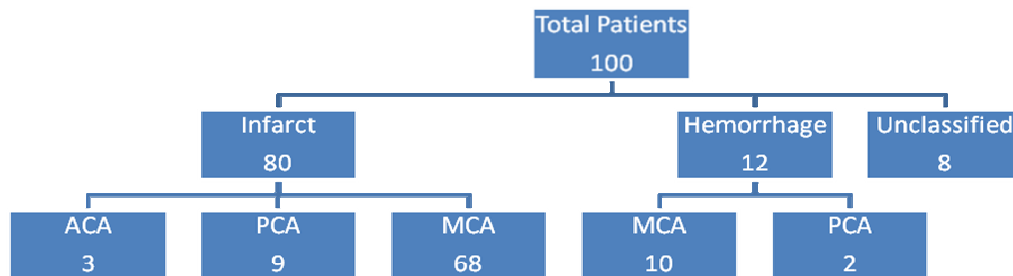 Total Patients
100
Infarct
80
Hemorrhage
12
Unclassified
8
ACA
3
PCA
9
MCA
68
MCA
10
PCA
2